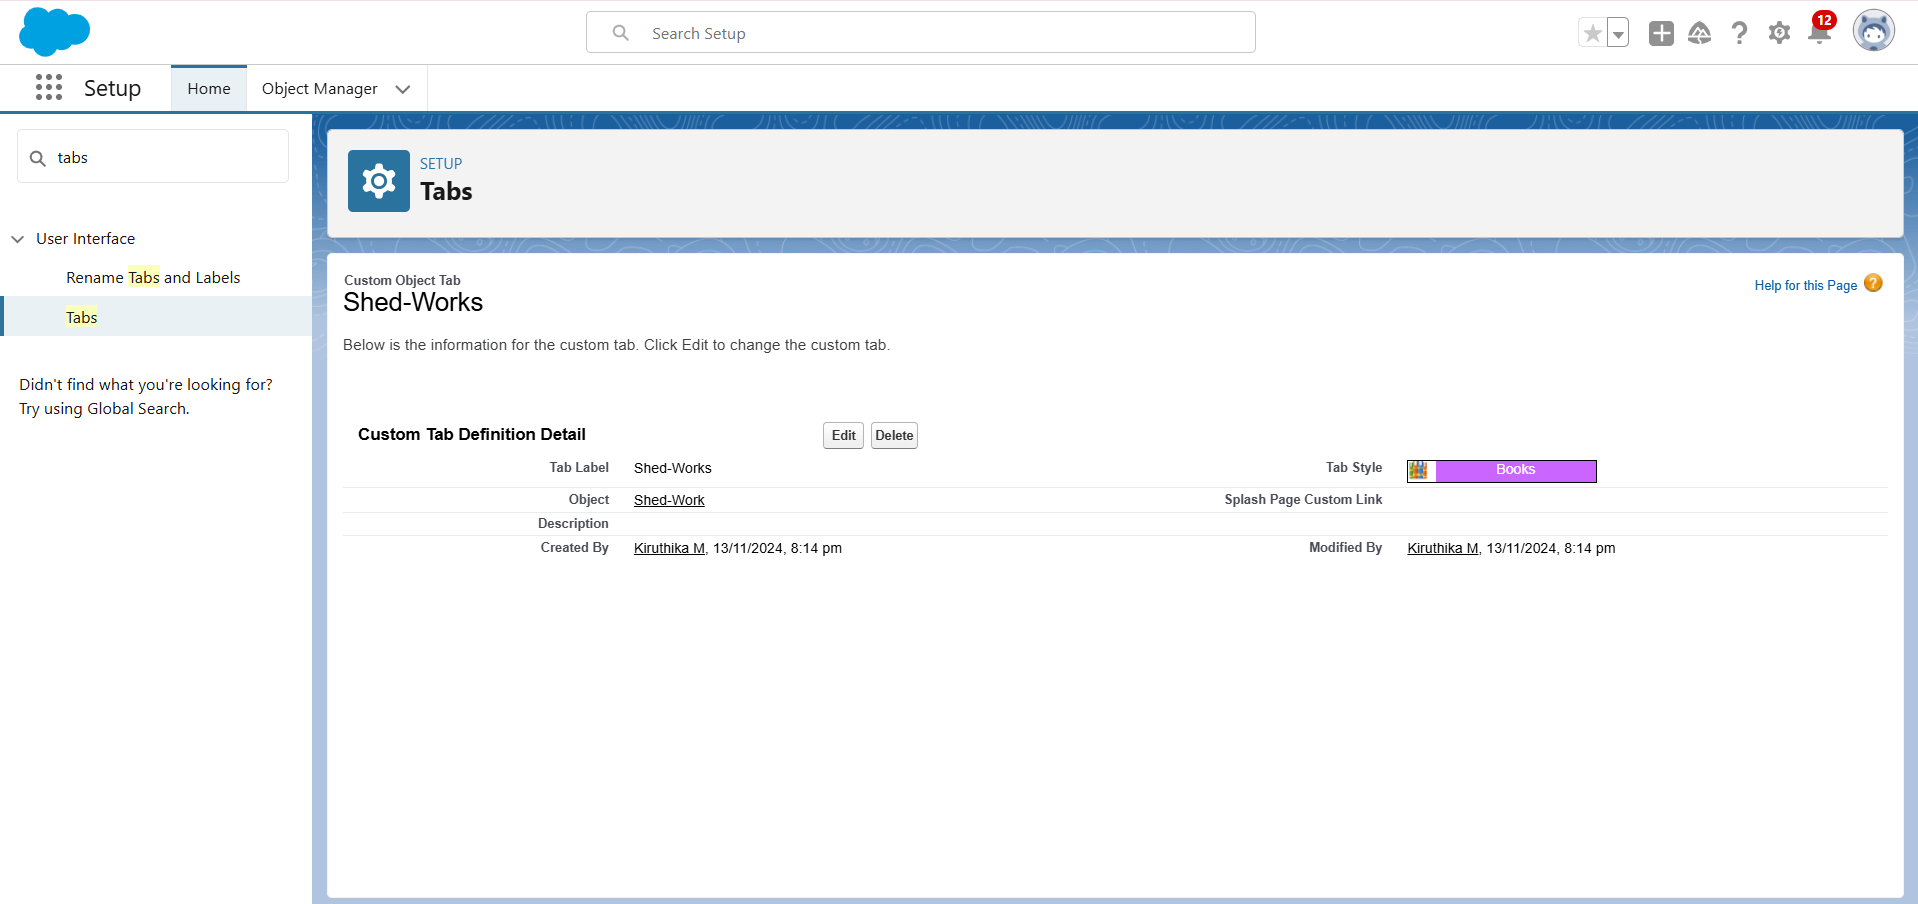 Search Setup
12
Setup
Home
Object Manager
tabs
User Interface
Rename Tabs and Labels
Tabs
Didn't find what you're looking for?
Try using Global Search.
SETUP
Tabs
Custom Object Tab
Shed-Works
Help for this Page ?
Below is the information for the custom tab. Click Edit to change the custom tab.
Custom Tab Definition Detail Edit Delete
Tab Label Shed-Works Tab Style Books
Object Shed-Work Splash Page Custom Link
Description
Created By Kiruthika M, 13/11/2024, 8:14 pm Modified By Kiruthika M, 13/11/2024, 8:14 pm